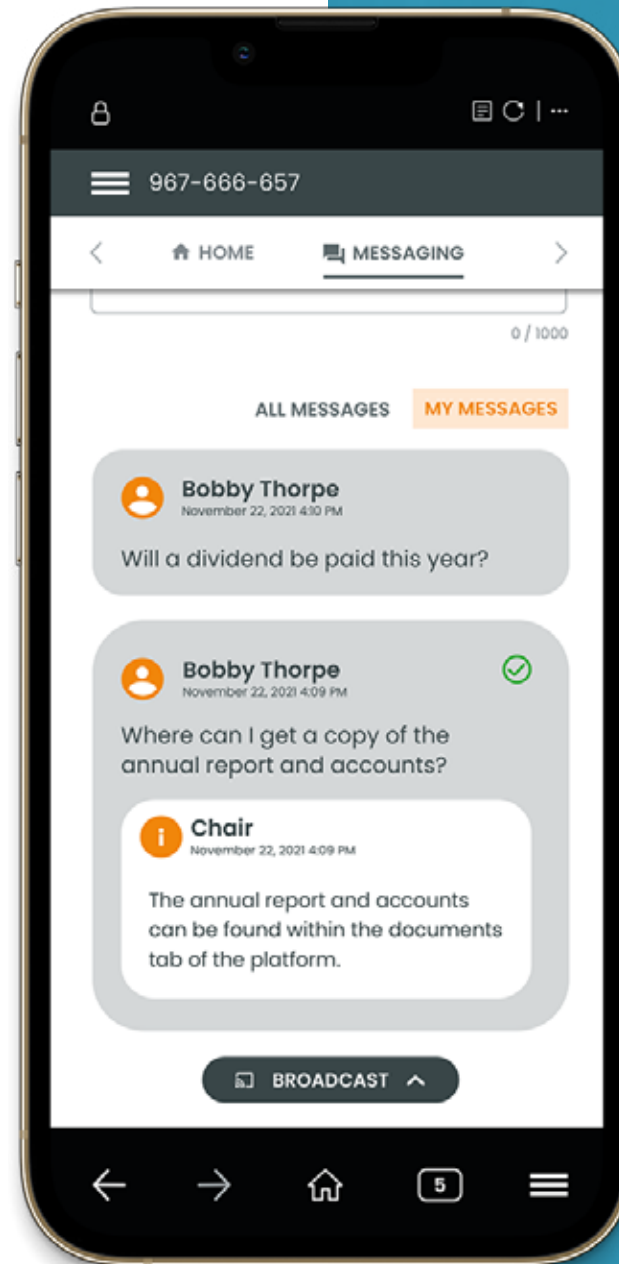 967-666-657
HOME
MESSAGING
0 / 1000
ALL MESSAGES
MY MESSAGES
Bobby Thorpe
November 22, 2021 4:10 PM
Will a dividend be paid this year?
Bobby Thorpe
November 22, 2021 4:09 PM
Where can I get a copy of the
annual report and accounts?
Chair
November 22, 2021 4:09 PM
The annual report and accounts
can be found within the documents
tab of the platform.
BROADCAST
5